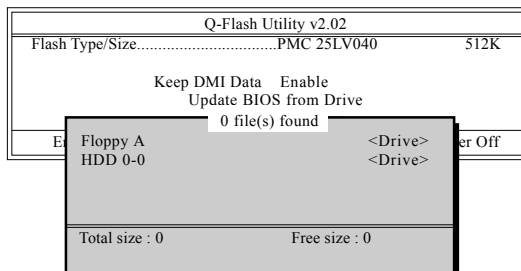 Q-Flash Utility v2.02
Flash Type/Size.................................PMC 25LV040 512K
Keep DMI Data Enable
Update BIOS from Drive
0 file(s) found
Floppy A <Drive>
HDD 0-0 <Drive>
Total size : 0 Free size : 0